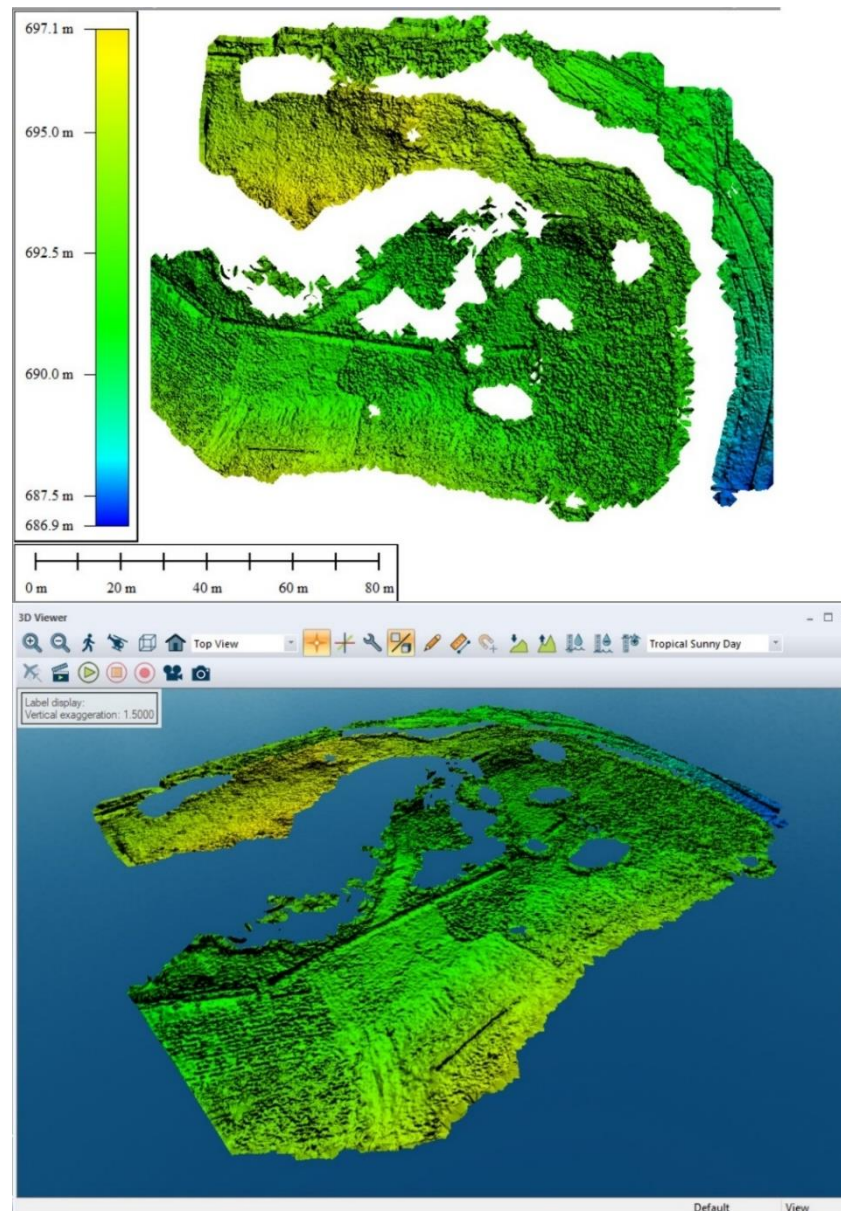 697.1 m
695.0 m
692.5 m
690.0 m
687.5 m
686.9 m
0 m 20 m 40 m 60 m 80 m
3D Viewer
Top View Tropical Sunny Day
Label display:
Vertical exaggeration: 1.5000
Default View